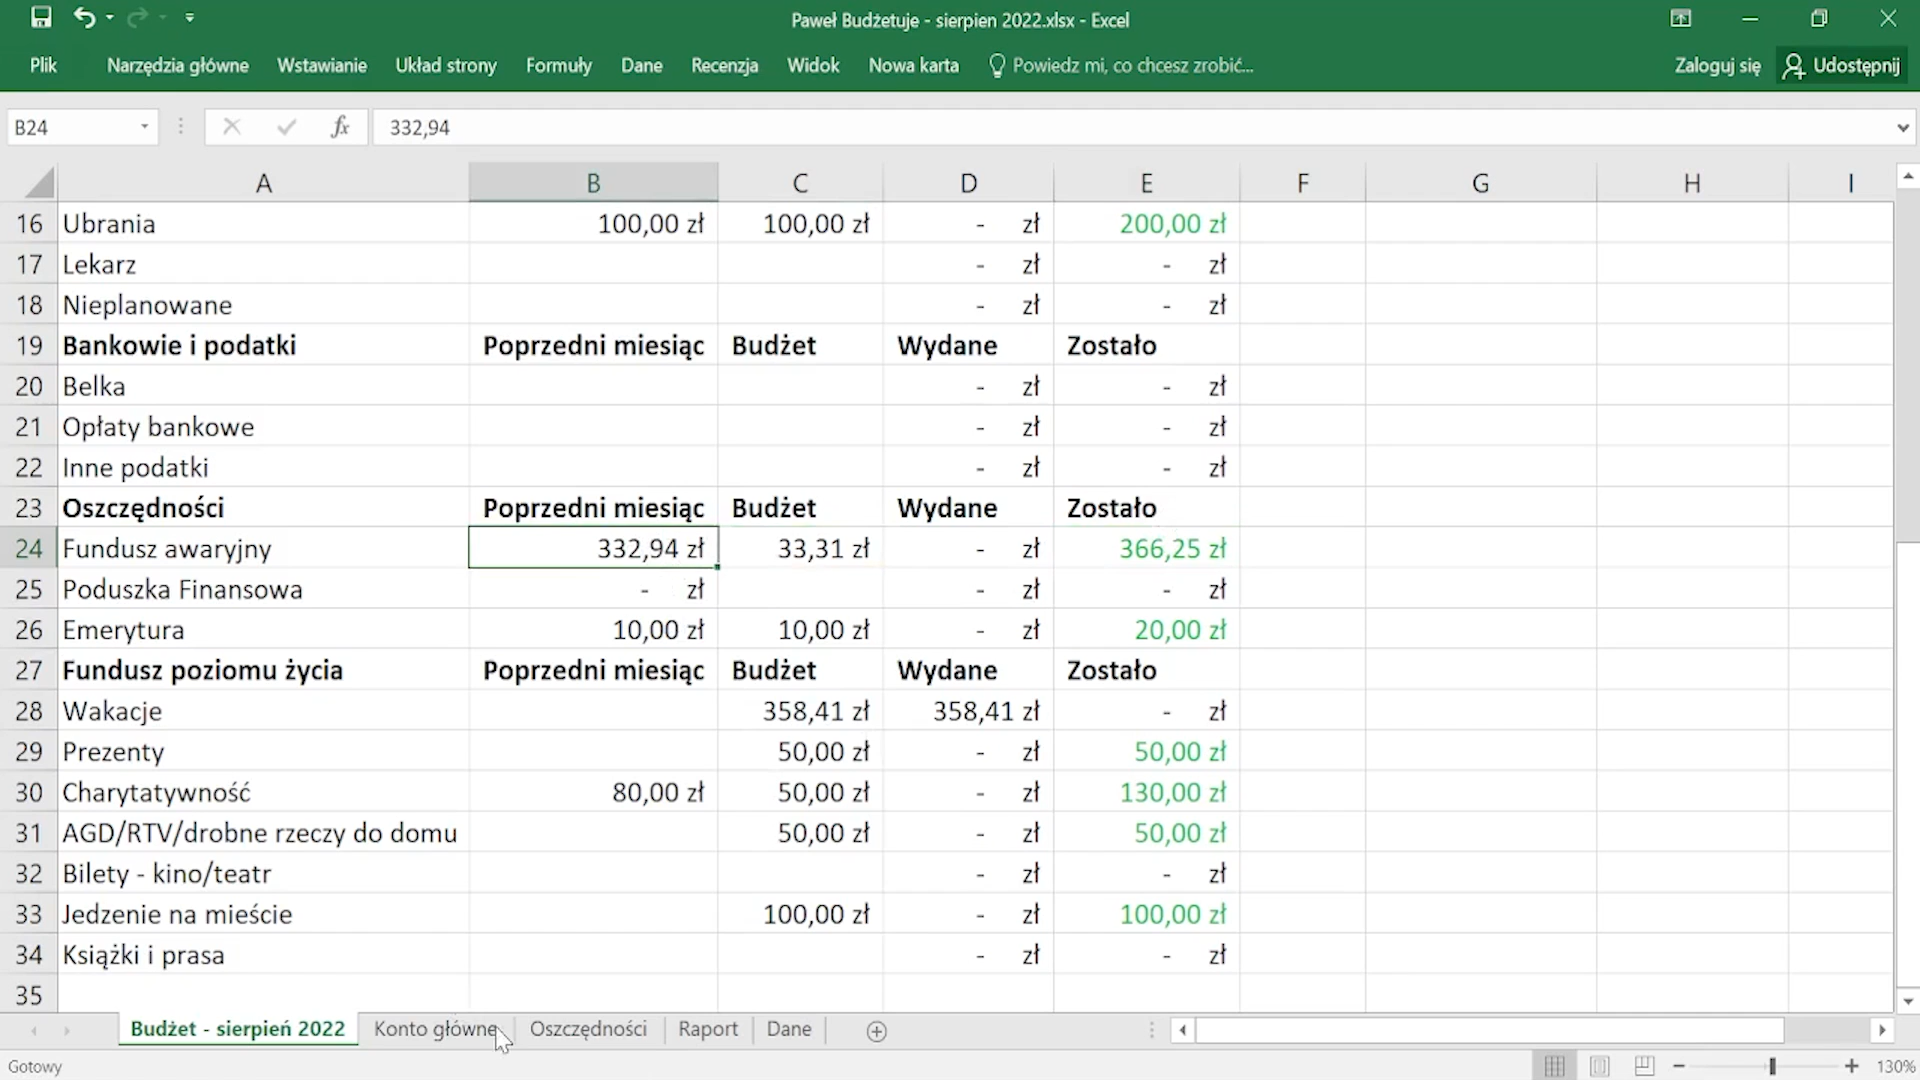 Paweł Budżetuje - sierpien 2022.xlsx - Excel
Plik Narzędzia główne Wstawianie Układ strony Formuły Dane Recenzja Widok Nowa karta Powiedz mi, co chcesz zrobić... Zaloguj się Udostępnij
B24 fx 332,94
A B C D E F G H I
16 Ubrania 100,00 zł 100,00 zł - zł 200,00 zł
17 Lekarz - zł - zł
18 Nieplanowane - zł - zł
19 Bankowie i podatki Poprzedni miesiąc Budżet Wydane Zostało
20 Belka - zł - zł
21 Opłaty bankowe - zł - zł
22 Inne podatki - zł - zł
23 Oszczędności Poprzedni miesiąc Budżet Wydane Zostało
24 Fundusz awaryjny 332,94 zł 33,31 zł - zł 366,25 zł
25 Poduszka Finansowa - zł - zł - zł
26 Emerytura 10,00 zł 10,00 zł - zł 20,00 zł
27 Fundusz poziomu życia Poprzedni miesiąc Budżet Wydane Zostało
28 Wakacje 358,41 zł 358,41 zł - zł
29 Prezenty 50,00 zł - zł 50,00 zł
30 Charytatywność 80,00 zł 50,00 zł - zł 130,00 zł
31 AGD/RTV/drobne rzeczy do domu 50,00 zł - zł 50,00 zł
32 Bilety - kino/teatr - zł - zł
33 Jedzenie na mieście 100,00 zł - zł 100,00 zł
34 Książki i prasa - zł - zł
35
Budżet - sierpień 2022 Konto główne Oszczędności Raport Dane
Gotowy 130%